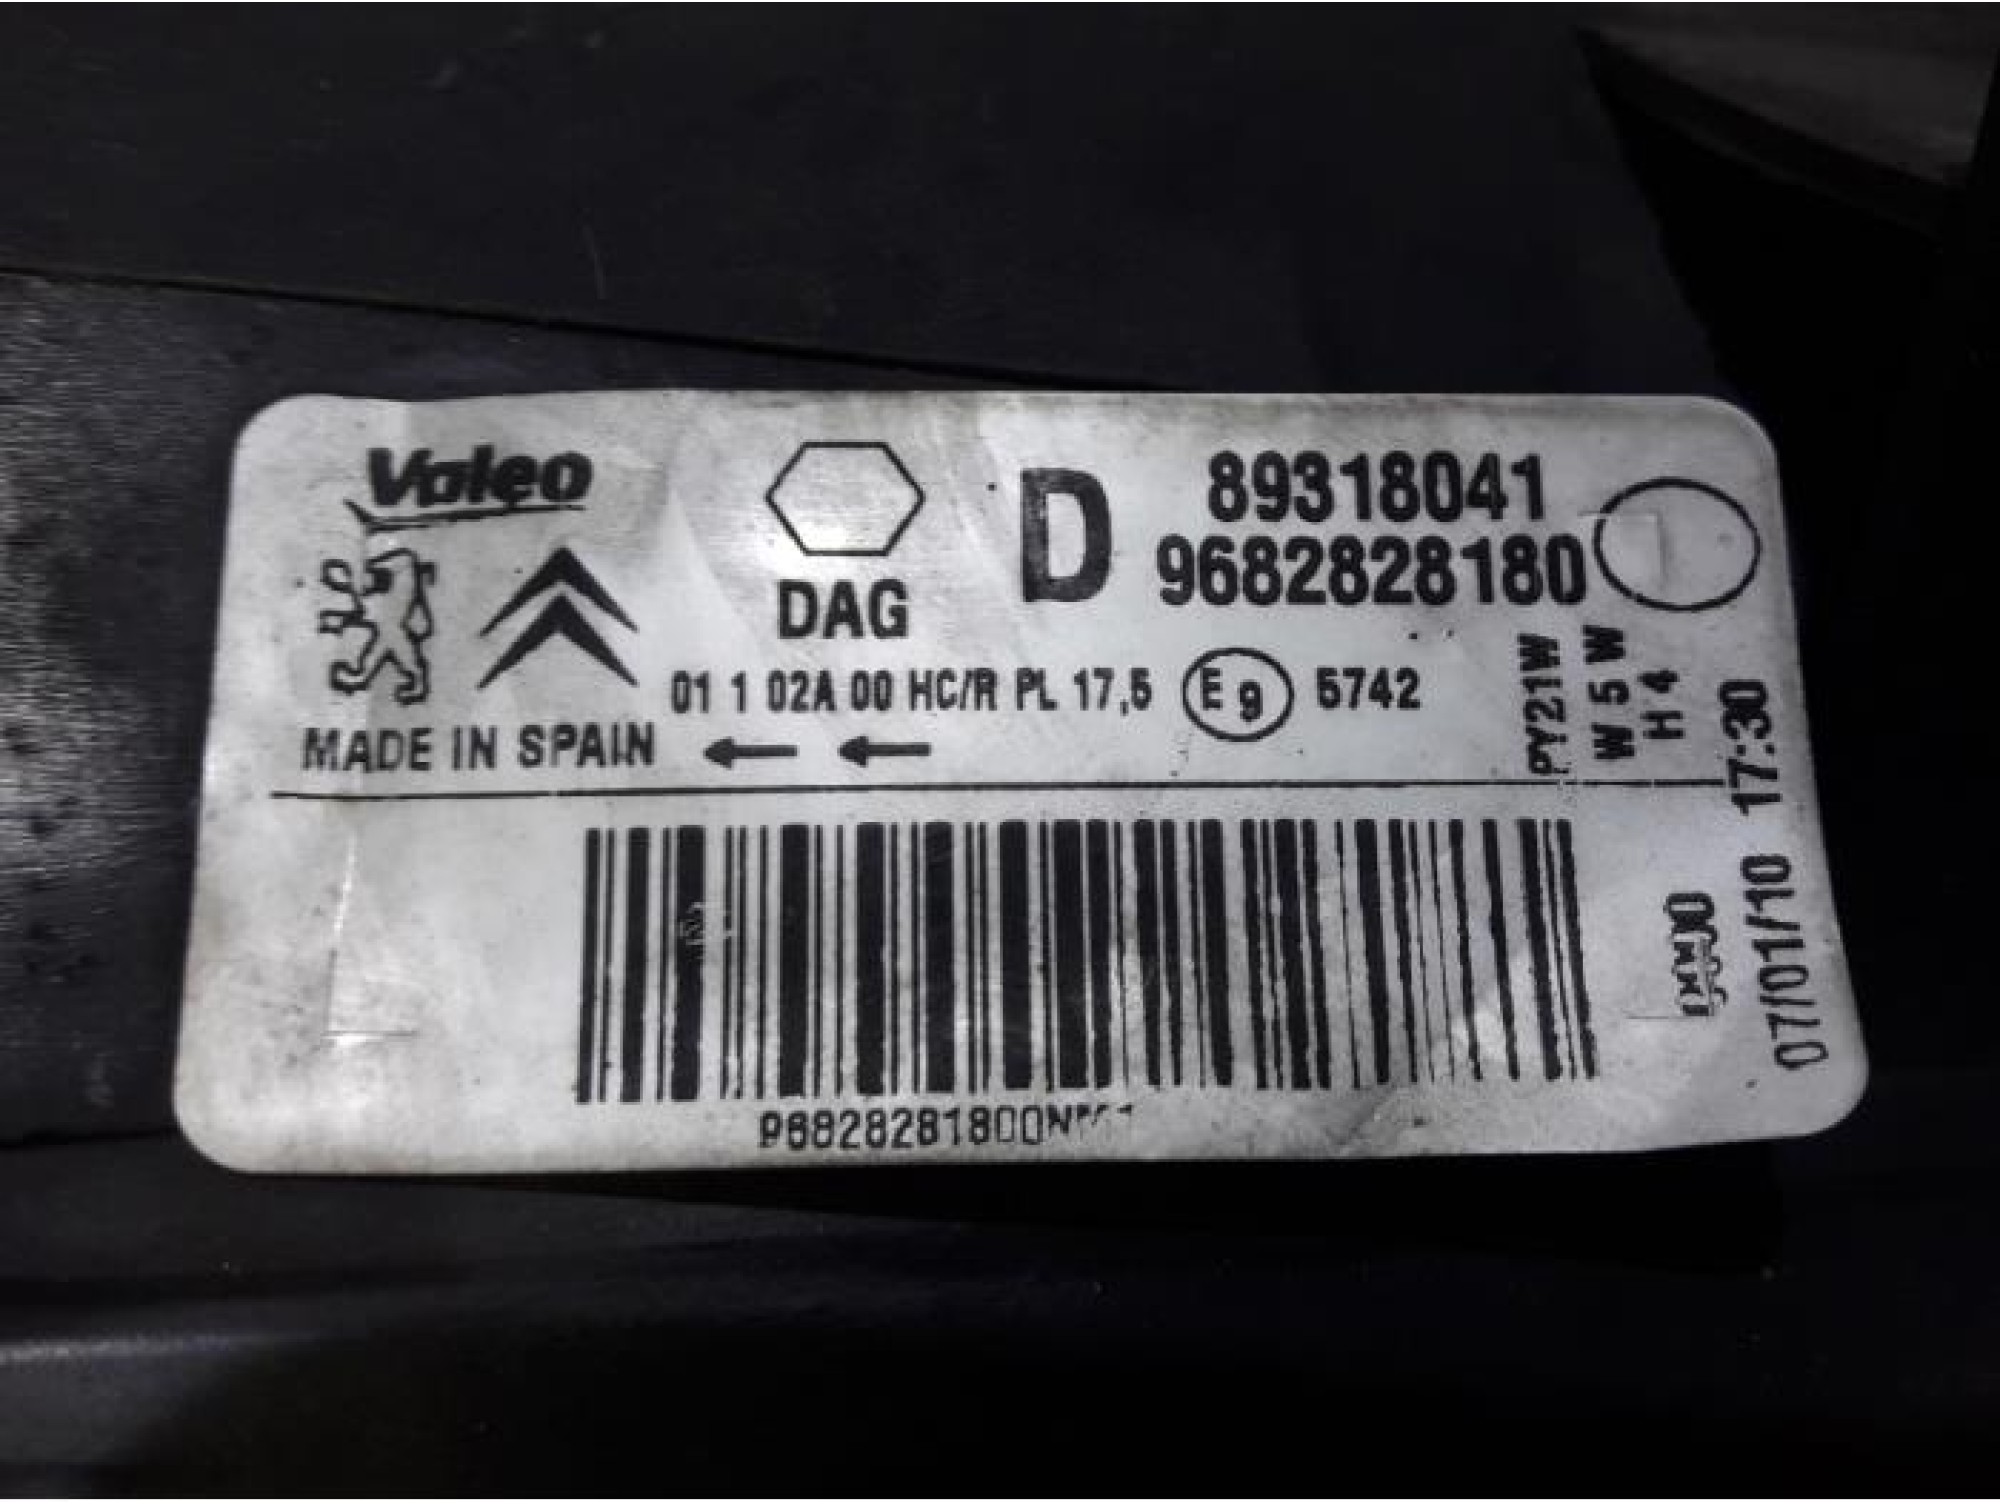 Valeo
DAG
D
89318041
9682828180
01 1 02A 00 HC/R PL 17,5
E 9
5742
MADE IN SPAIN
PY21W
W 5 W
H 4
07/01/10 17:30